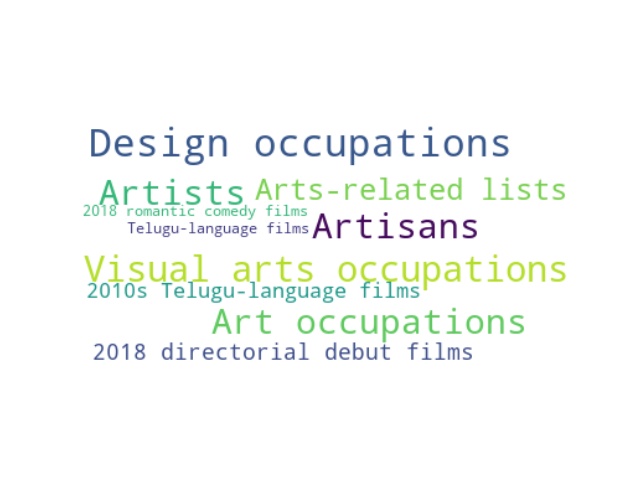 Design occupations
Artists Arts-related lists
2018 romantic comedy films
Telugu-language films Artisans
Visual arts occupations
2010s Telugu-language films
Art occupations
2018 directorial debut films